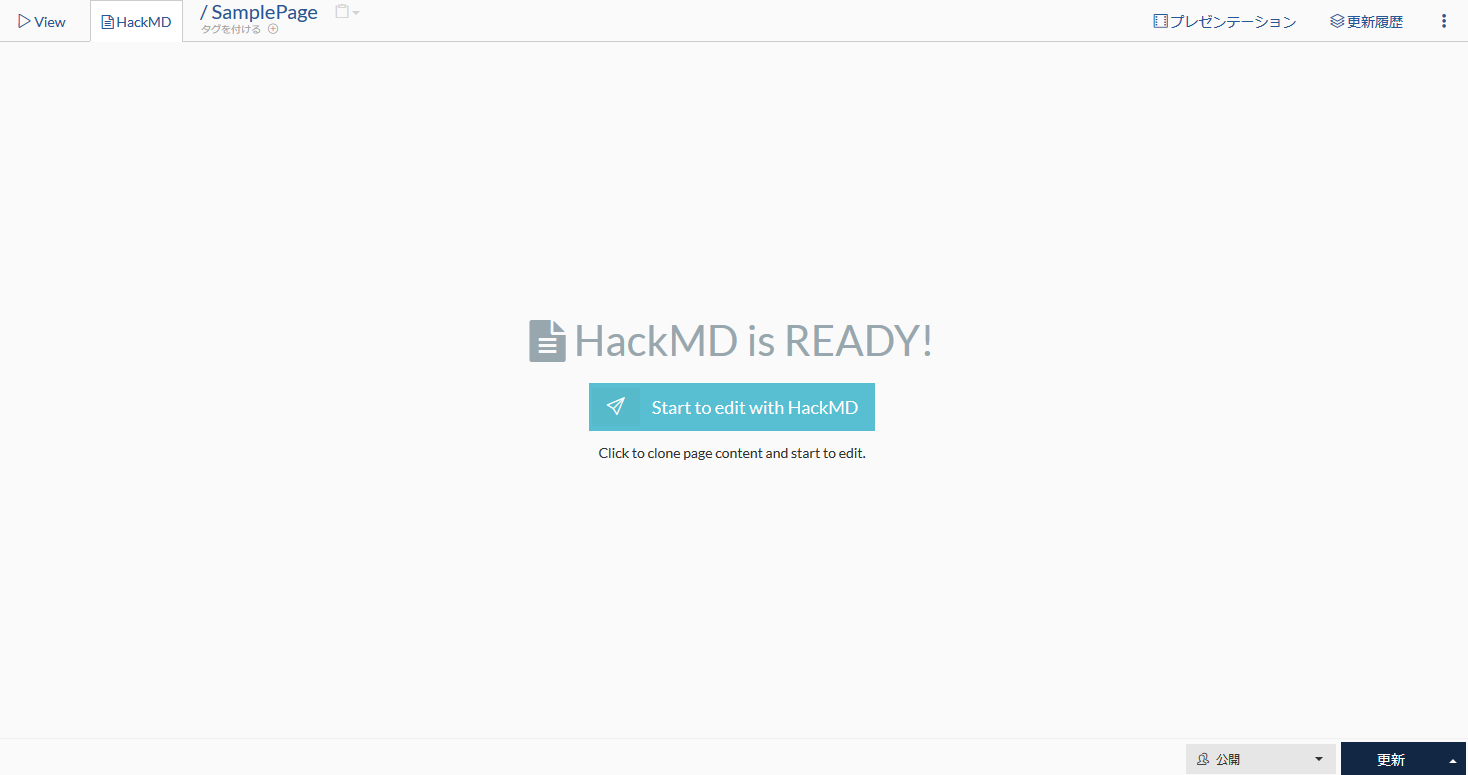 View
HackMD
/ SamplePage
タグを付ける
プレゼンテーション
更新履歴
HackMD is READY!
Start to edit with HackMD
Click to clone page content and start to edit.
公開
更新